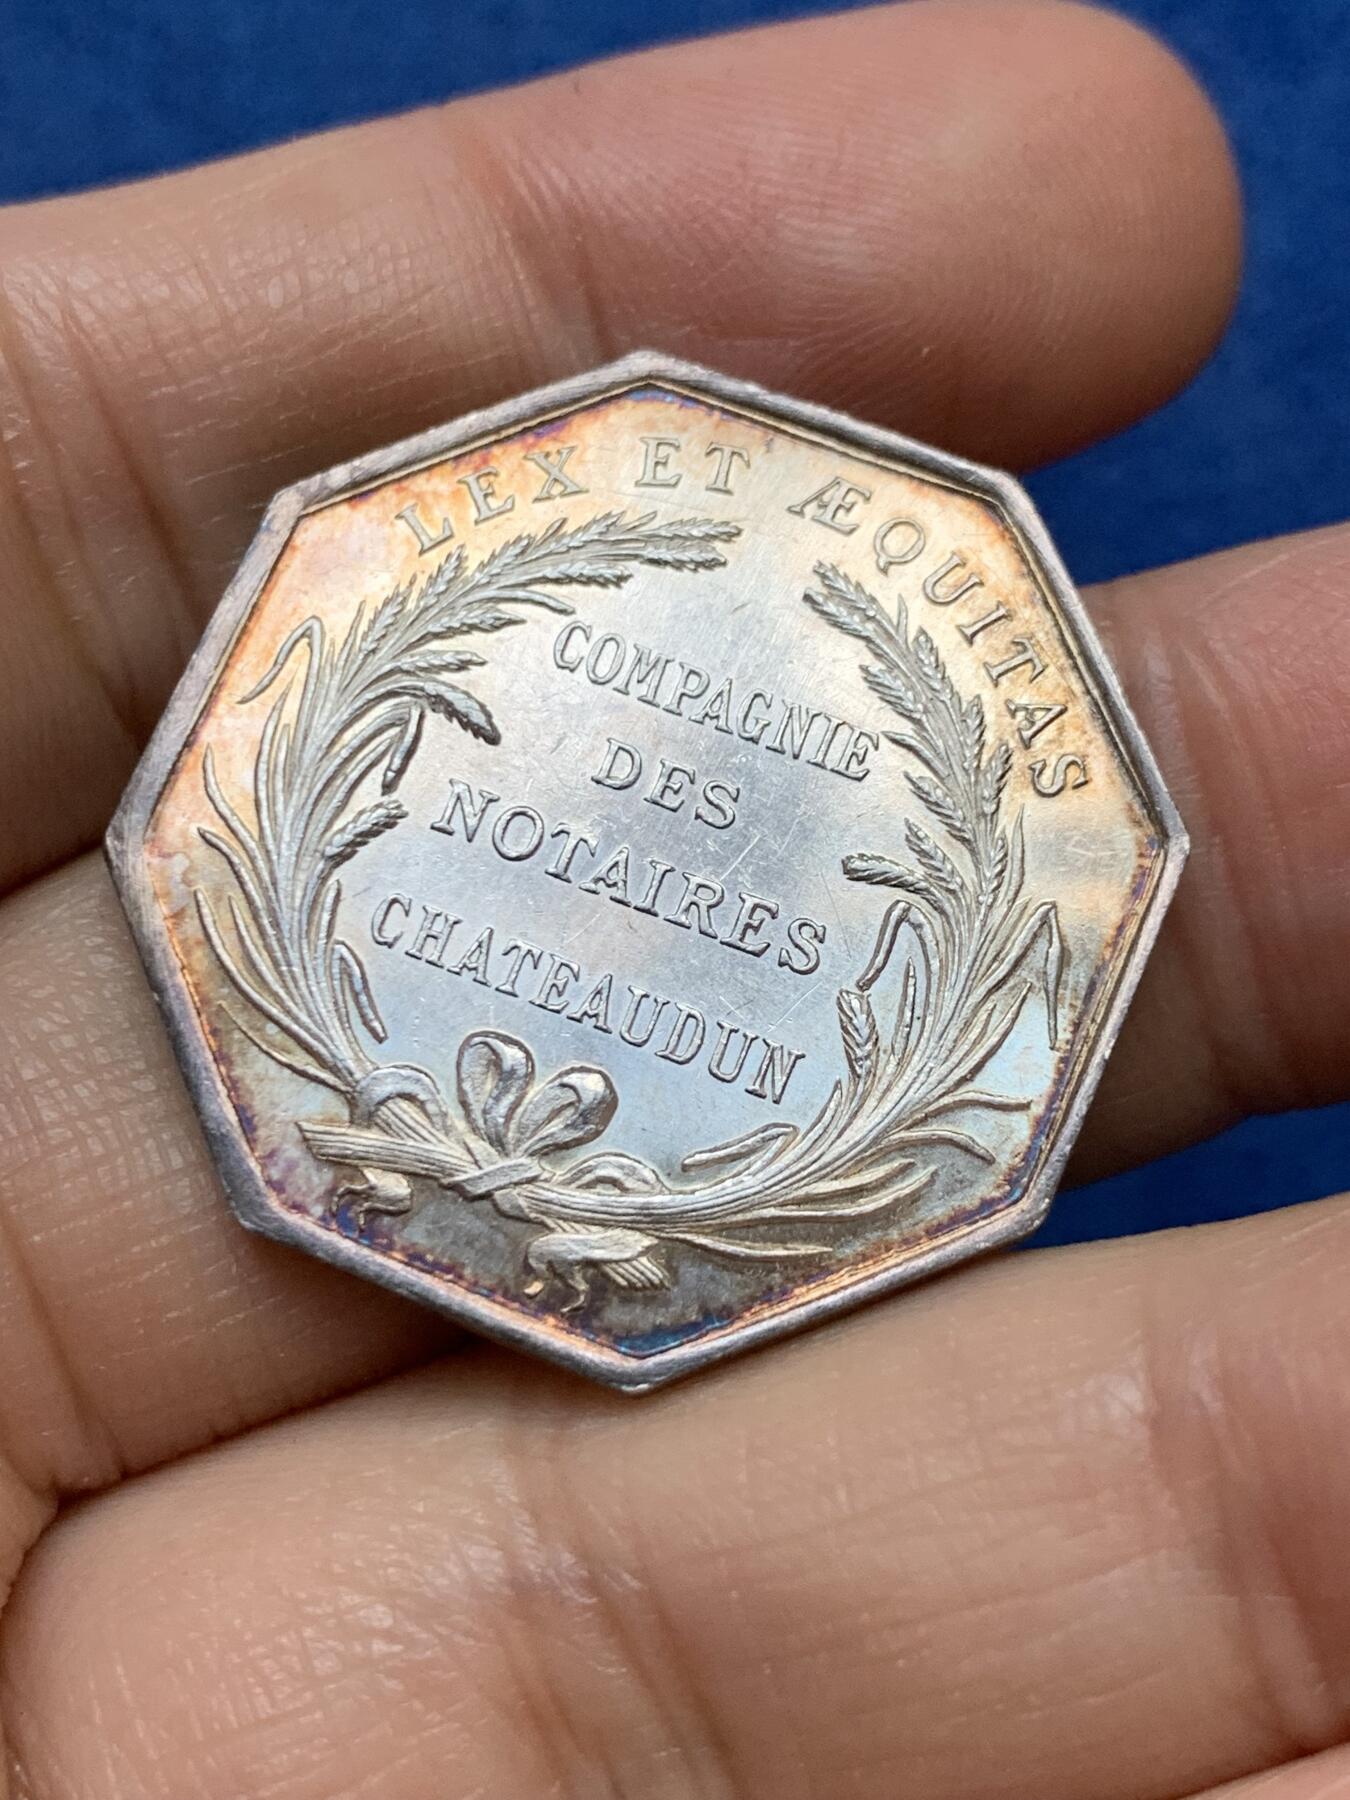 LEX ET ÆQUITAS
COMPAGNIE
DES
NOTAIRES
CHATEAUDUN